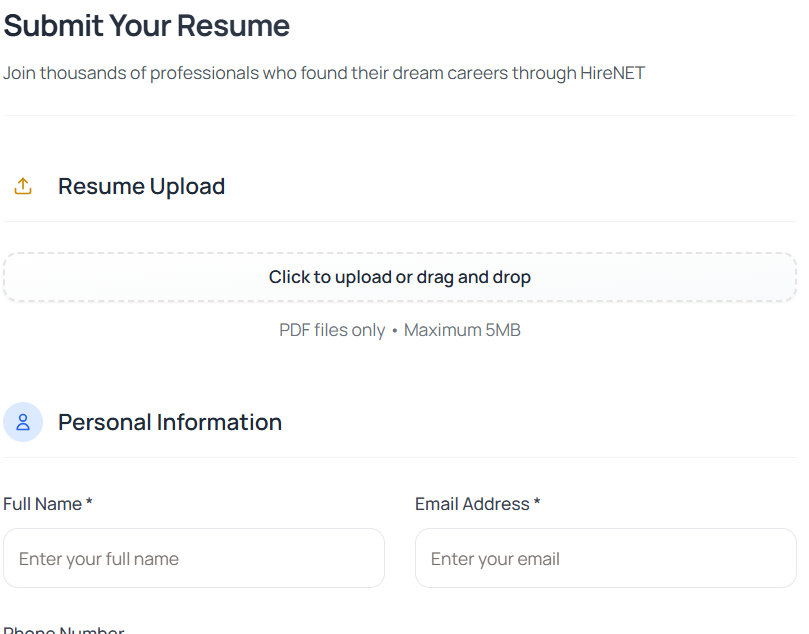 Submit Your Resume
Join thousands of professionals who found their dream careers through HireNET
Resume Upload
Click to upload or drag and drop
PDF files only • Maximum 5MB
Personal Information
Full Name *
Email Address *
Enter your full name
Enter your email
Phone Number